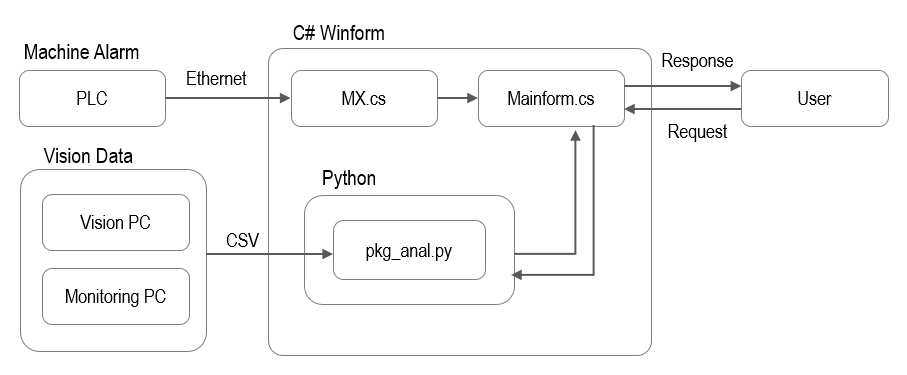 C# Winform
Machine Alarm
PLC
Ethernet
MX.cs
Mainform.cs
Response
Request
User
Vision Data
Vision PC
Monitoring PC
CSV
Python
pkg_anal.py